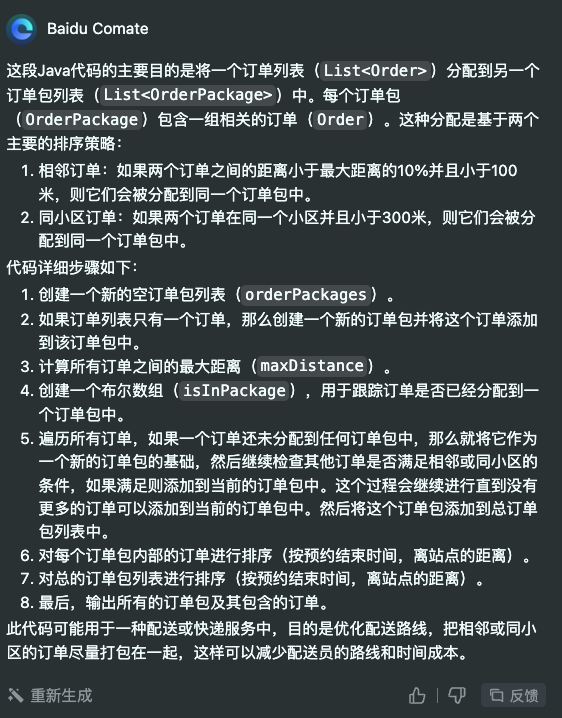 Baidu Comate
这段Java代码的主要目的是将一个订单列表（List<Order>）分配到另一个
订单包列表（List<OrderPackage>）中。每个订单包
（OrderPackage）包含一组相关的订单（Order）。这种分配是基于两个
主要的排序策略：
1. 相邻订单：如果两个订单之间的距离小于最大距离的10%并且小于100
米，则它们会被分配到同一个订单包中。
2. 同小区订单：如果两个订单在同一个小区并且小于300米，则它们会被分
配到同一个订单包中。
代码详细步骤如下：
1. 创建一个新的空订单包列表（orderPackages）。
2. 如果订单列表只有一个订单，那么创建一个新的订单包并将这个订单添加
到该订单包中。
3. 计算所有订单之间的最大距离（maxDistance）。
4. 创建一个布尔数组（isInPackage），用于跟踪订单是否已经分配到一
个订单包中。
5. 遍历所有订单，如果一个订单还未分配到任何订单包中，那么就将它作为
一个新的订单包的基础，然后继续检查其他订单是否满足相邻或同小区的
条件，如果满足则添加到当前的订单包中。这个过程会继续进行直到没有
更多的订单可以添加到当前的订单包中。然后将这个订单包添加到总订单
包列表中。
6. 对每个订单包内部的订单进行排序（按预约结束时间，离站点的距离）。
7. 对总的订单包列表进行排序（按预约结束时间，离站点的距离）。
8. 最后，输出所有的订单包及其包含的订单。
此代码可能用于一种配送或快递服务中，目的是优化配送路线，把相邻或同小
区的订单尽量打包在一起，这样可以减少配送员的路线和时间成本。
重新生成
反馈